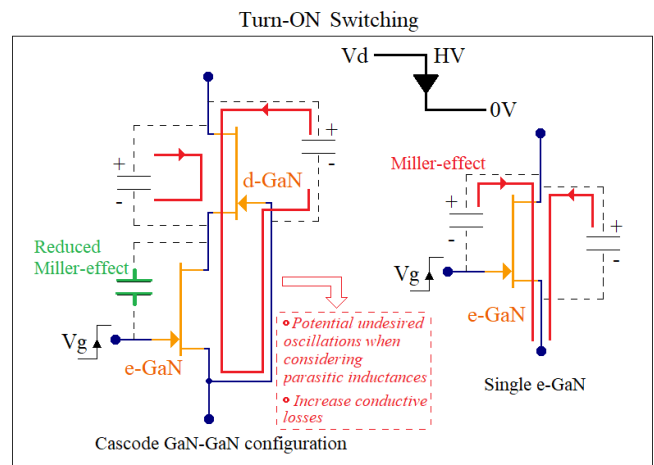 Turn-ON Switching
Vd HV
0V
+
-
+
-
d-GaN
Reduced
Miller-effect
Vg
e-GaN
Miller-effect
+
-
+
-
Vg
e-GaN
Potential undesired
oscillations when
considering
parasitic inductances
Increase conductive
losses
Single e-GaN
Cascode GaN-GaN configuration